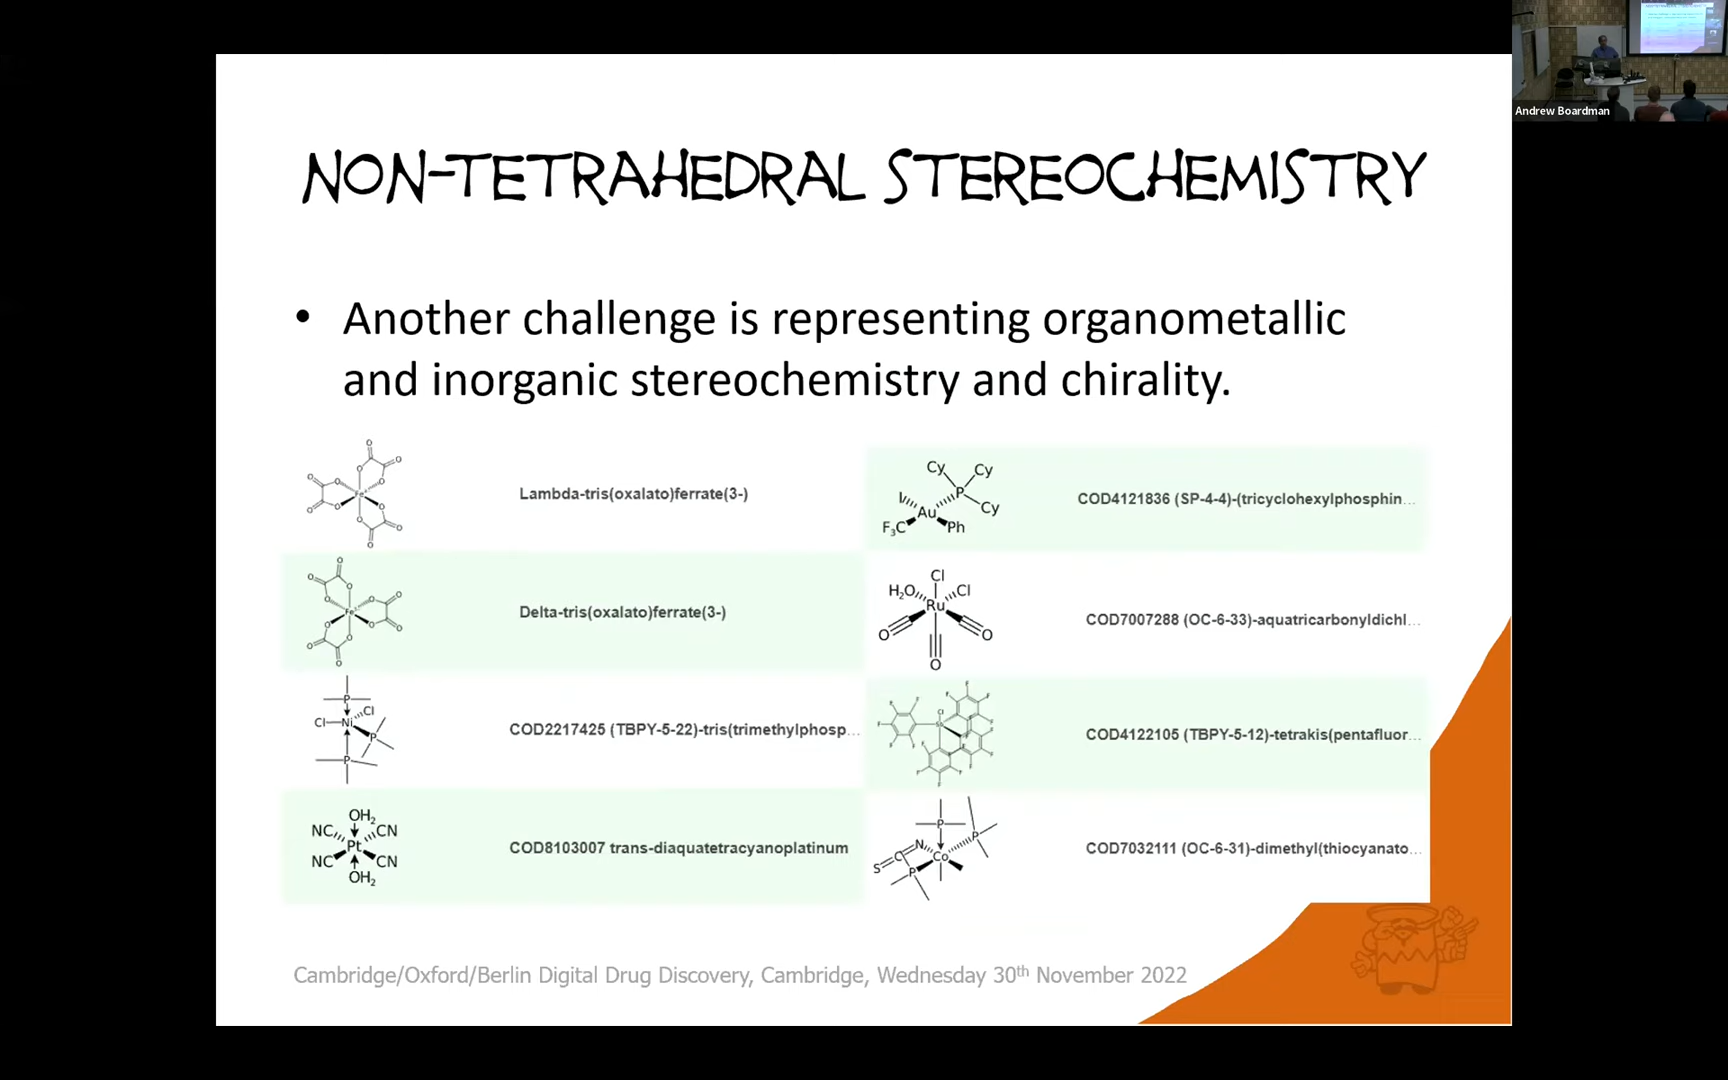 Andrew Boardman
NON-TETRAHEDRAL STEREOCHEMISTRY
• Another challenge is representing organometallic
and inorganic stereochemistry and chirality.
Lambda-tris(oxalato)ferrate(3-)
Delta-tris(oxalato)ferrate(3-)
Cl Ni Cl P P P
COD2217425 (TBPY-5-22)-tris(trimethylphosp...
OH2
NC CN
Pt
NC CN
OH2
COD8103007 trans-diaquatetracyanoplatinum
Cy Cy
P
I Au Cy
F3C Ph
COD4121836 (SP-4-4)-(tricyclohexylphosphin...
Cl
H2O Cl
Ru
O O
O
COD7007288 (OC-6-33)-aquatricarbonyldichl...
COD4122105 (TBPY-5-12)-tetrakis(pentafluor...
P
P
N
S C Co
P
COD7032111 (OC-6-31)-dimethyl(thiocyanato...
Cambridge/Oxford/Berlin Digital Drug Discovery, Cambridge, Wednesday 30th November 2022